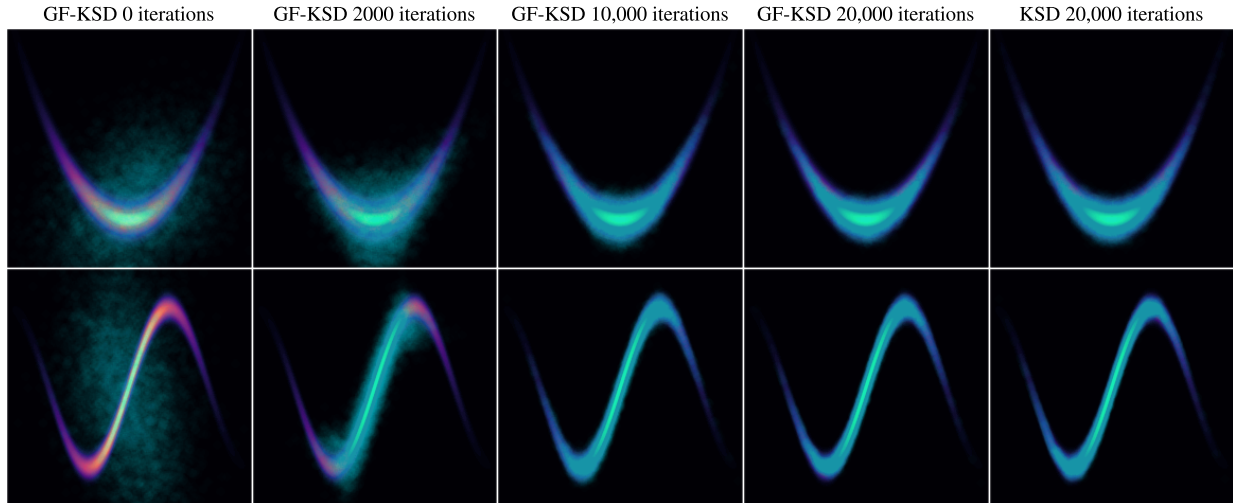 GF-KSD 0 iterations
GF-KSD 2000 iterations
GF-KSD 10,000 iterations
GF-KSD 20,000 iterations
KSD 20,000 iterations